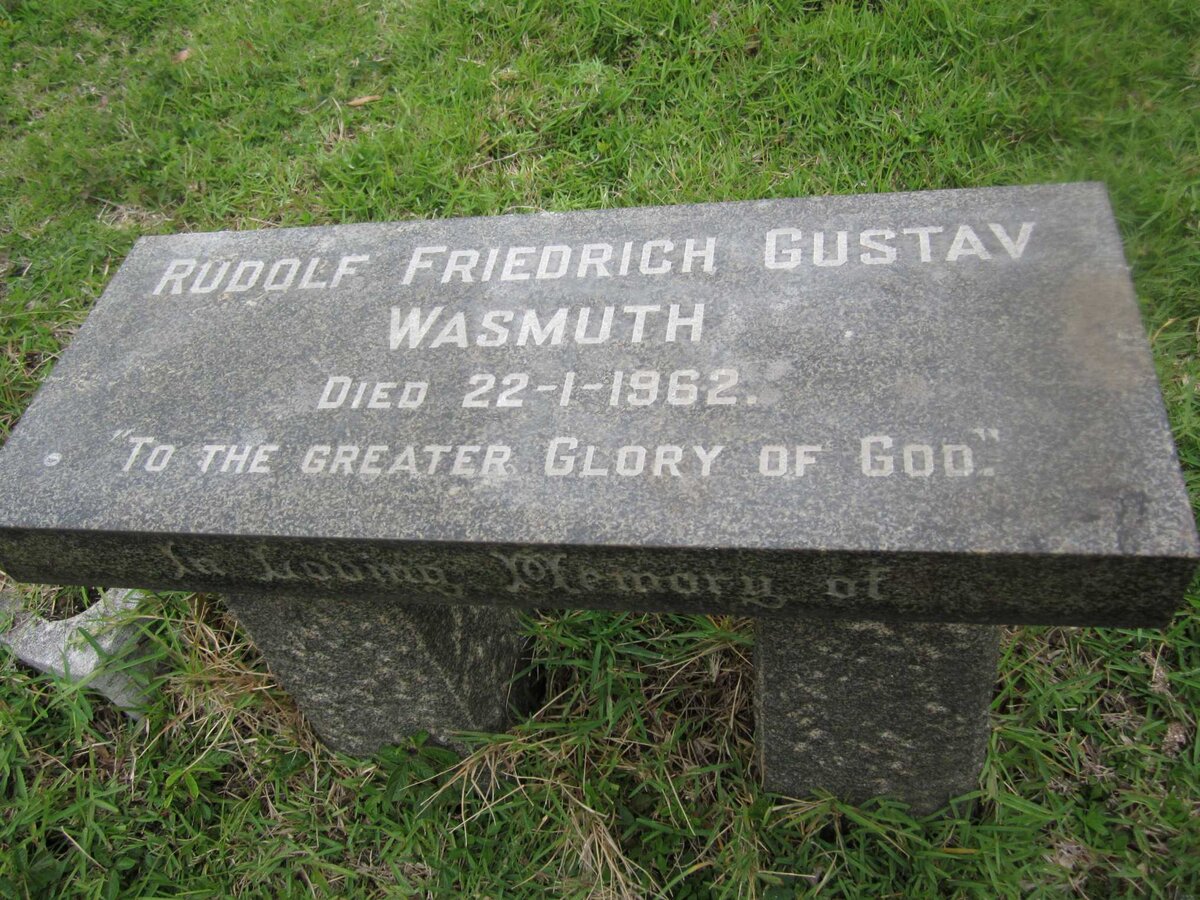 RUDOLF FRIEDRICH GUSTAV
WASMUTH
DIED 22-1-1962.
"TO THE GREATER GLORY OF GOD."
In Loving Memory of